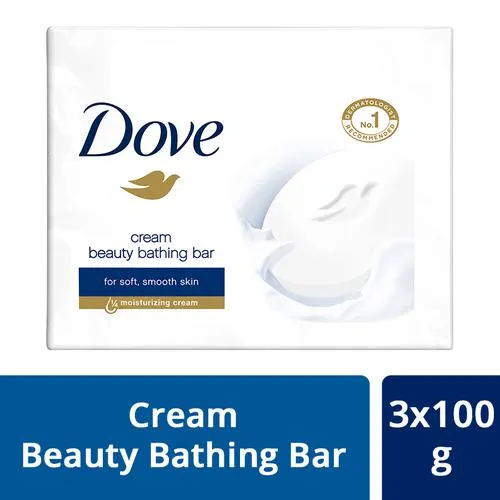 Dove
DERMATOLOGIST
No.1
RECOMMENDED
cream
beauty bathing bar
for soft, smooth skin
¼ moisturizing cream
Cream
Beauty Bathing Bar
3x100
g